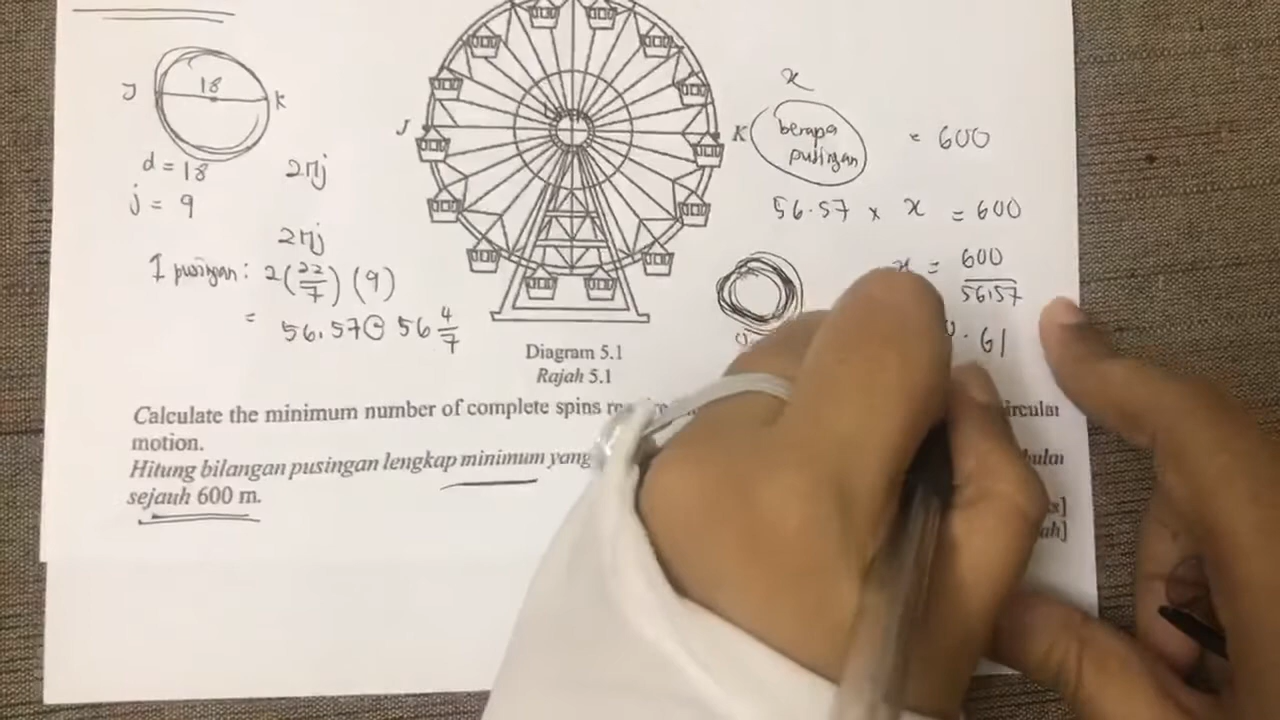 18
J
K
d = 18
j = 9
2πj
2πj
1 pusingan: 2(22/7)(9)
= 56.57 @ 56 4/7
J
K
x
berapa
pusingan
= 600
56.57 x x = 600
x = 600
56.57
. 61
Diagram 5.1
Rajah 5.1
Calculate the minimum number of complete spins
motion.
Hitung bilangan pusingan lengkap minimum yang
sejauh 600 m.